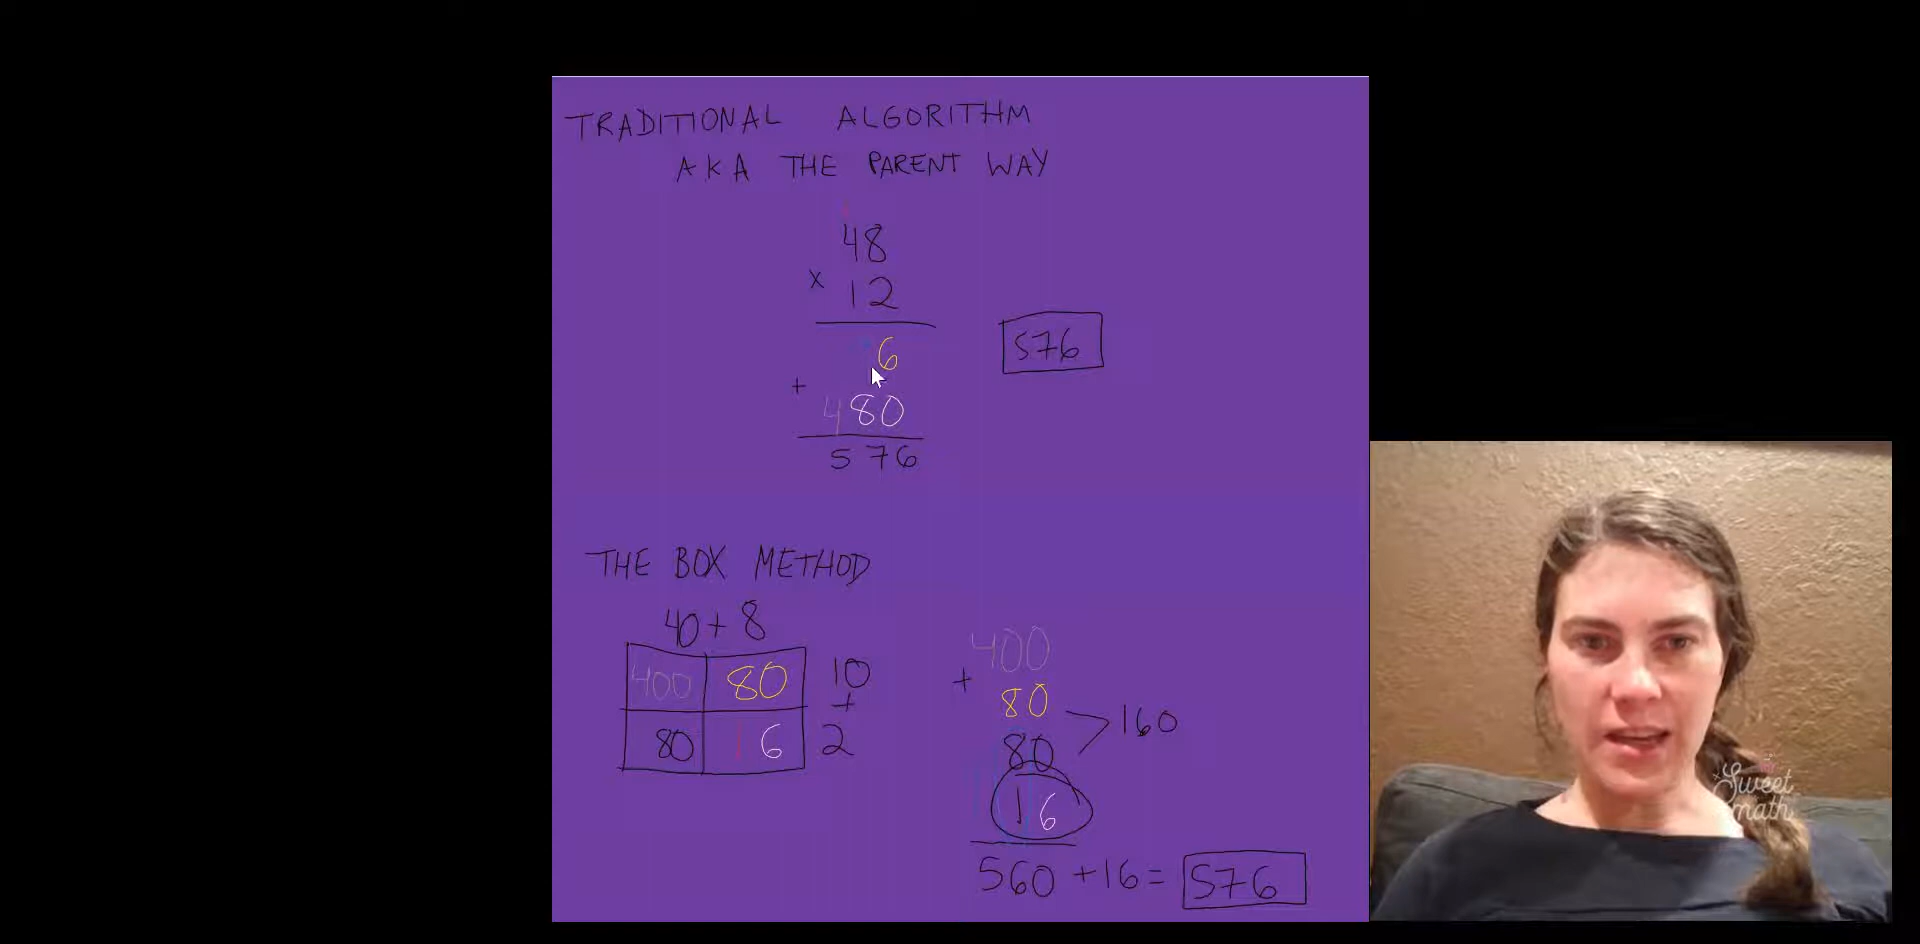 TRADITIONAL ALGORITHM
AKA THE PARENT WAY
48
x 12
6
576
+
480
576
THE BOX METHOD
40 + 8
400 80 10
+
80 16 2
400
+ 80
80
> 160
16
560 + 16 = 576
Sweet
math